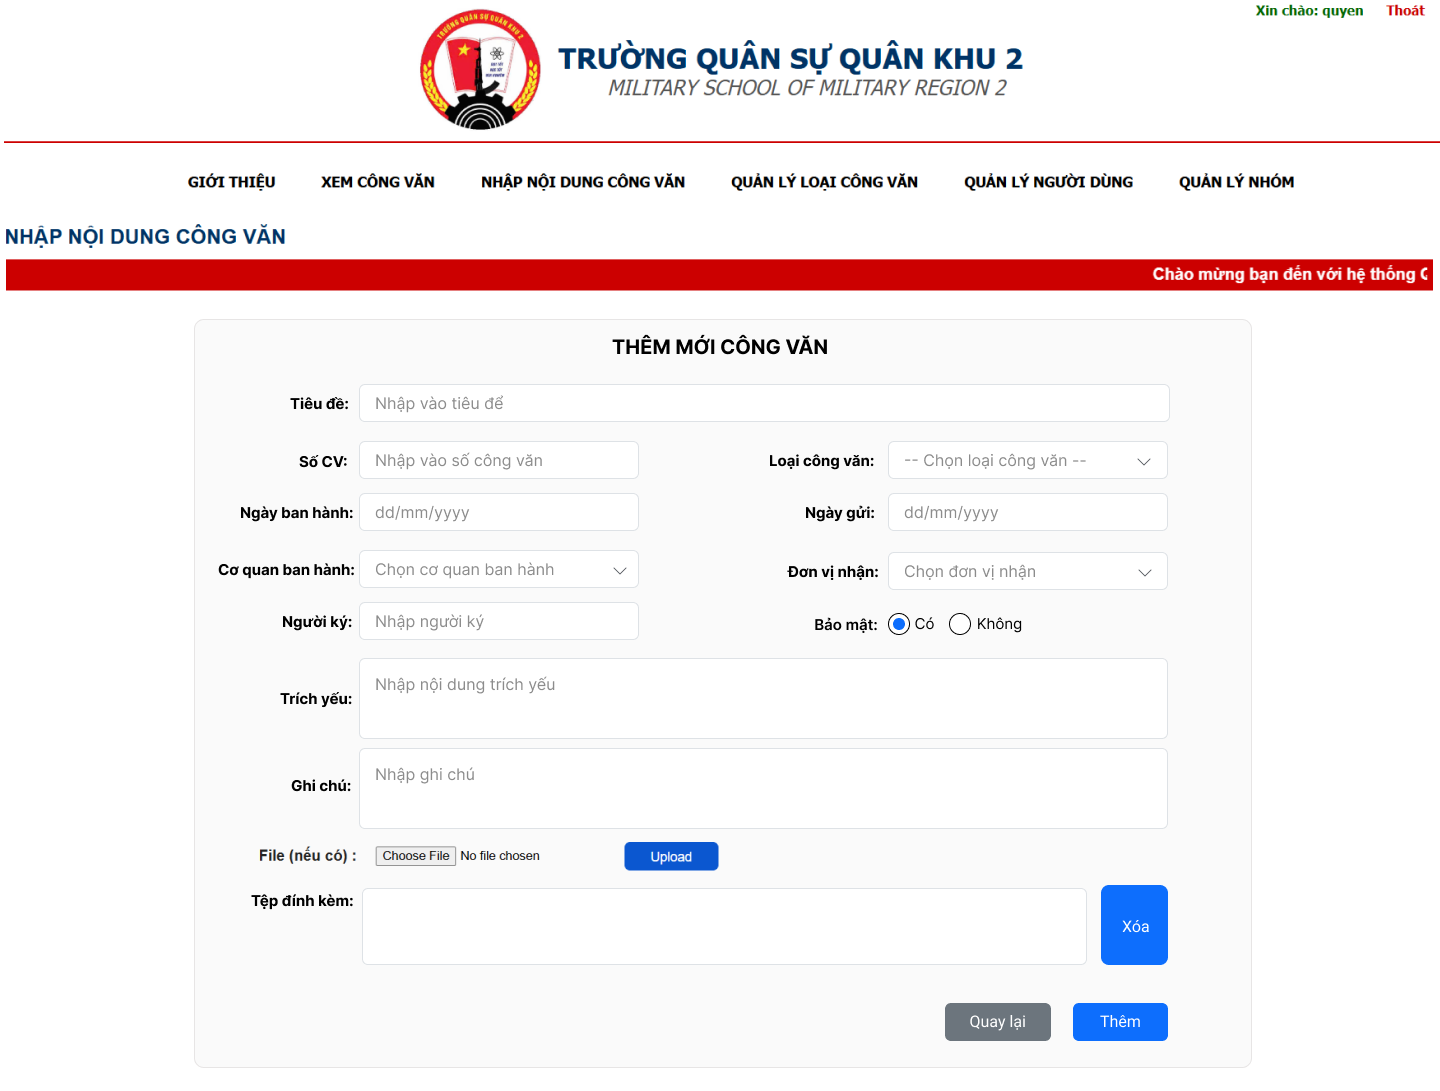 Xin chào: quyen Thoát
TRƯỜNG QUÂN SỰ QUÂN KHU 2
TRƯỜNG QUÂN SỰ QUÂN KHU 2
MILITARY SCHOOL OF MILITARY REGION 2
GIỚI THIỆU XEM CÔNG VĂN NHẬP NỘI DUNG CÔNG VĂN QUẢN LÝ LOẠI CÔNG VĂN QUẢN LÝ NGƯỜI DÙNG QUẢN LÝ NHÓM
NHẬP NỘI DUNG CÔNG VĂN
Chào mừng bạn đến với hệ thống
THÊM MỚI CÔNG VĂN
Tiêu đề: Nhập vào tiêu để
Số CV: Nhập vào số công văn Loại công văn: -- Chọn loại công văn --
Ngày ban hành: dd/mm/yyyy Ngày gửi: dd/mm/yyyy
Cơ quan ban hành: Chọn cơ quan ban hành Đơn vị nhận: Chọn đơn vị nhận
Người ký: Nhập người ký Bảo mật: Có Không
Trích yếu: Nhập nội dung trích yếu
Ghi chú: Nhập ghi chú
File (nếu có) : Choose File No file chosen Upload
Tệp đính kèm: Xóa
Quay lại Thêm